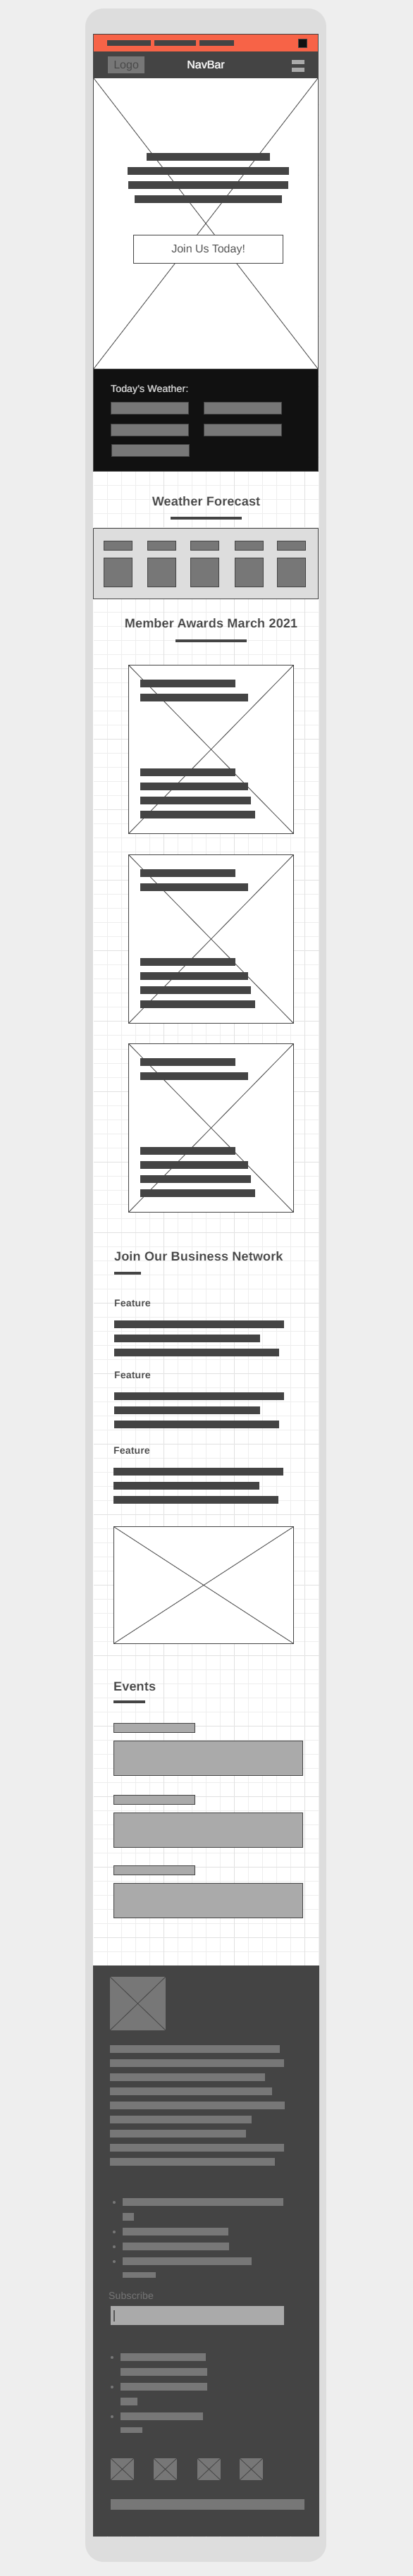 Logo
NavBar
Join Us Today!
Today's Weather:
Weather Forecast
Member Awards March 2021
Join Our Business Network
Feature
Feature
Feature
Events
Subscribe